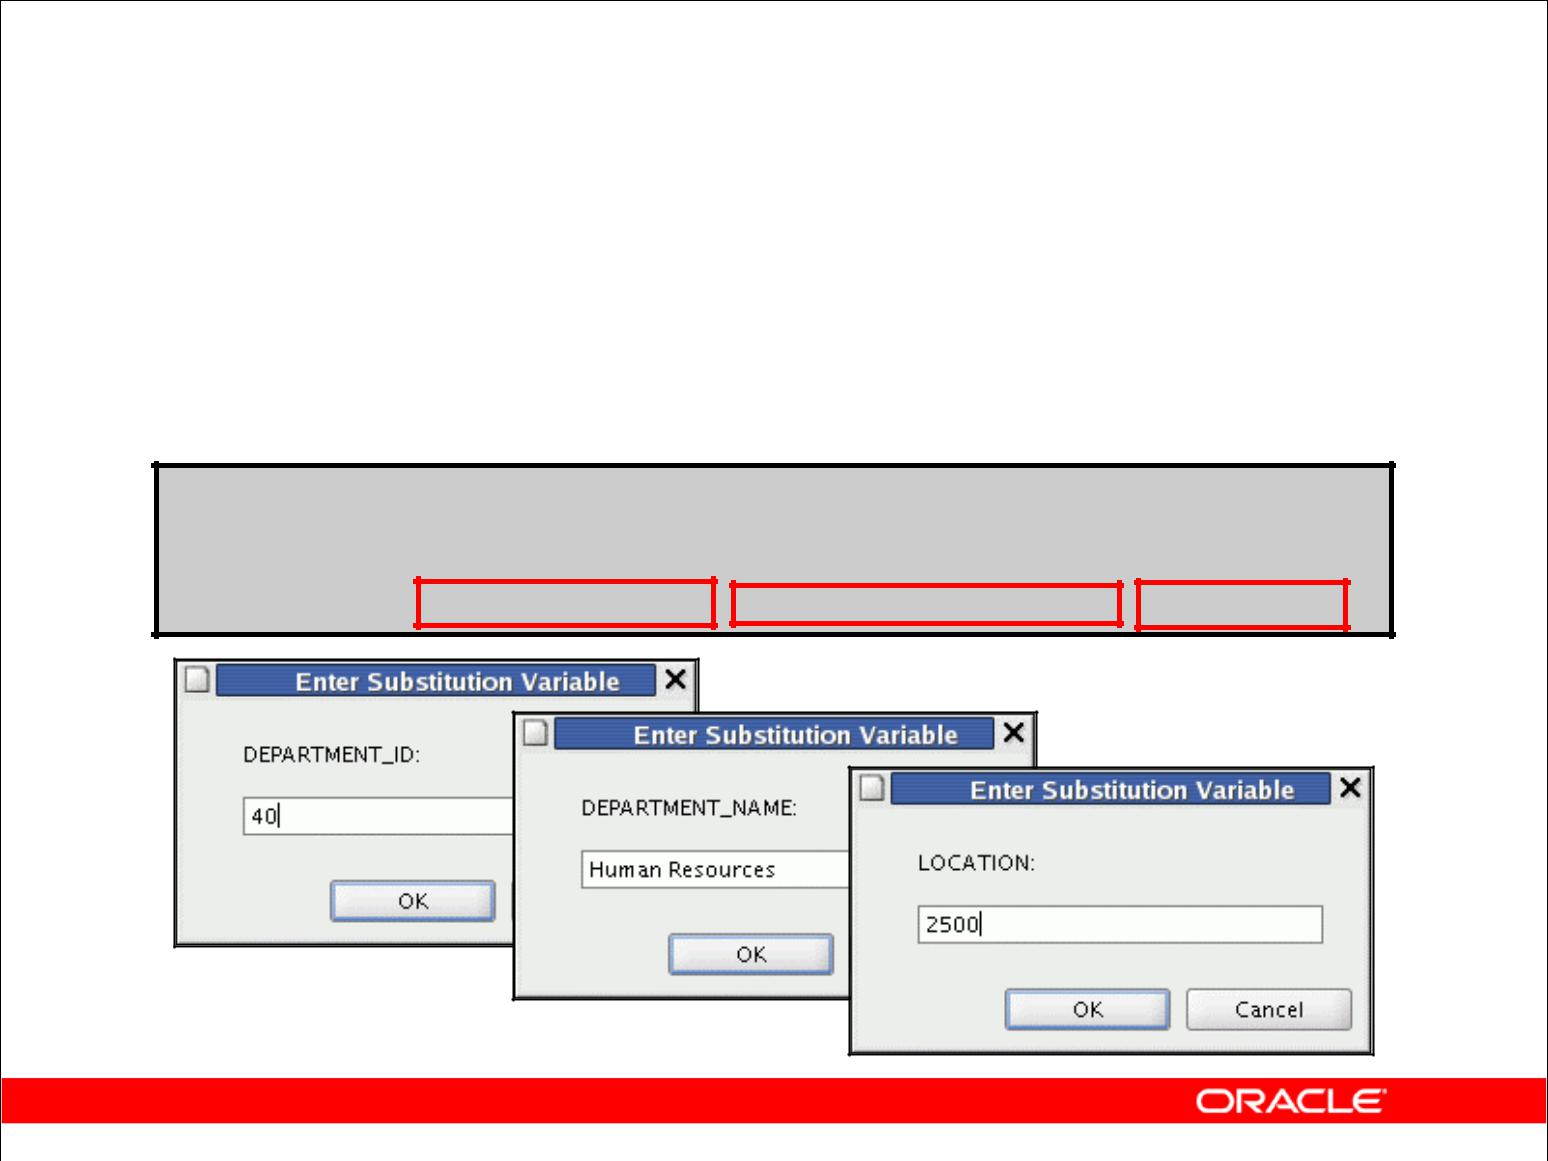 Enter Substitution Variable
DEPARTMENT_ID:
40
OK
Enter Substitution Variable
DEPARTMENT_NAME:
Human Resources
OK
Enter Substitution Variable
LOCATION:
2500
OK
Cancel
ORACLE